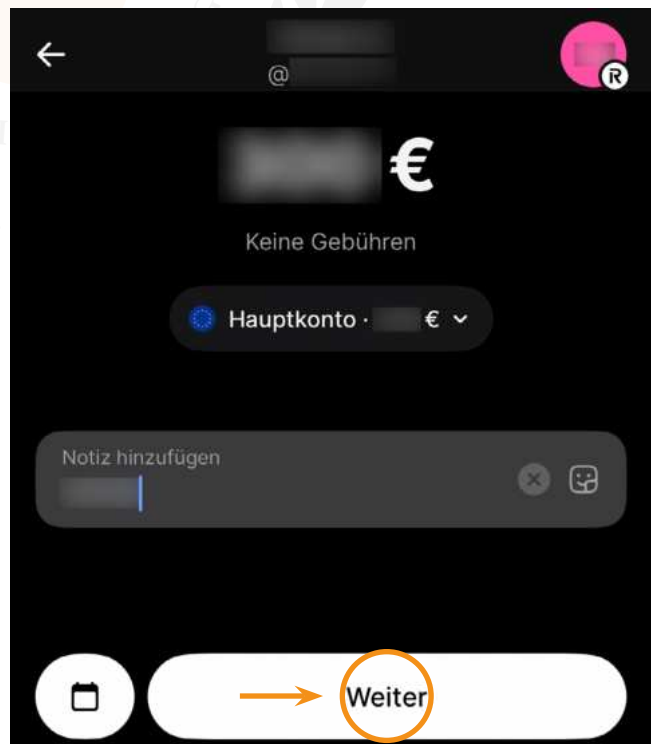 @
R
€
Keine Gebühren
Hauptkonto · €
Notiz hinzufügen
Weiter